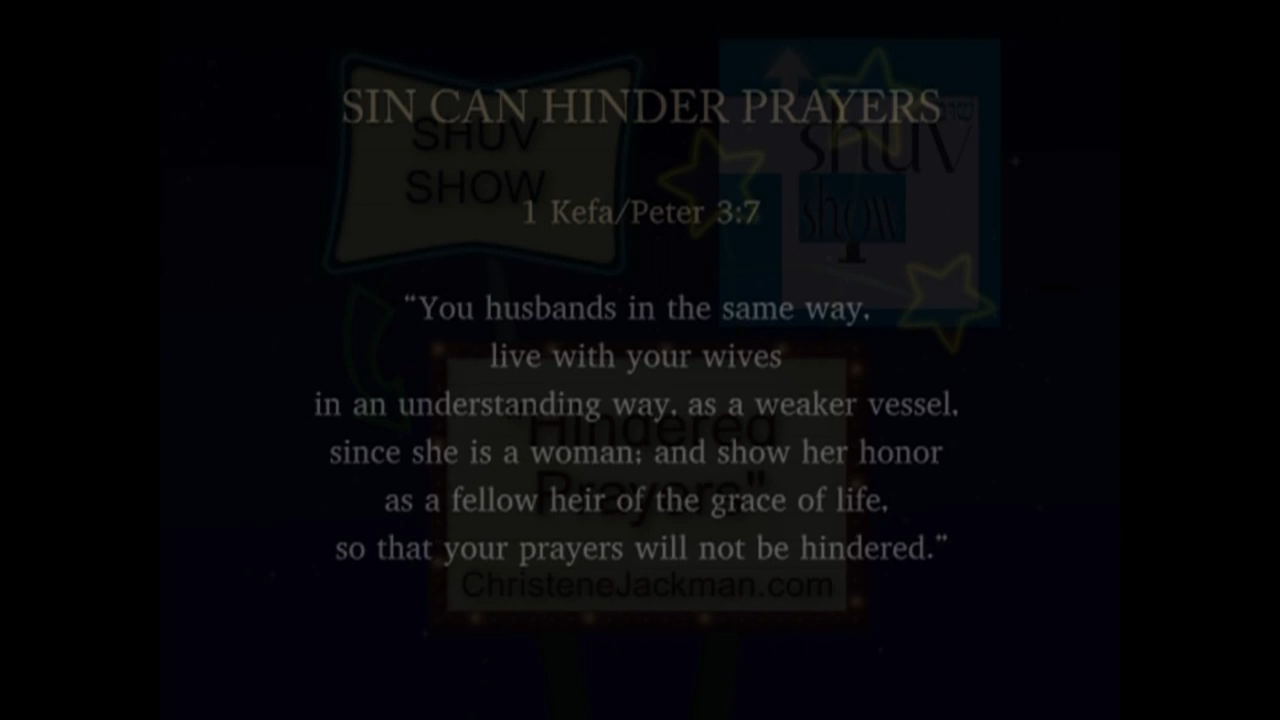 SIN CAN HINDER PRAYERS
SHUV
SHOW
שוב
shuv
show
1 Kefa/Peter 3:7
“You husbands in the same way,
live with your wives
in an understanding way, as a weaker vessel,
since she is a woman; and show her honor
as a fellow heir of the grace of life,
so that your prayers will not be hindered.”
"Hindered
Prayers"
ChristeneJackman.com